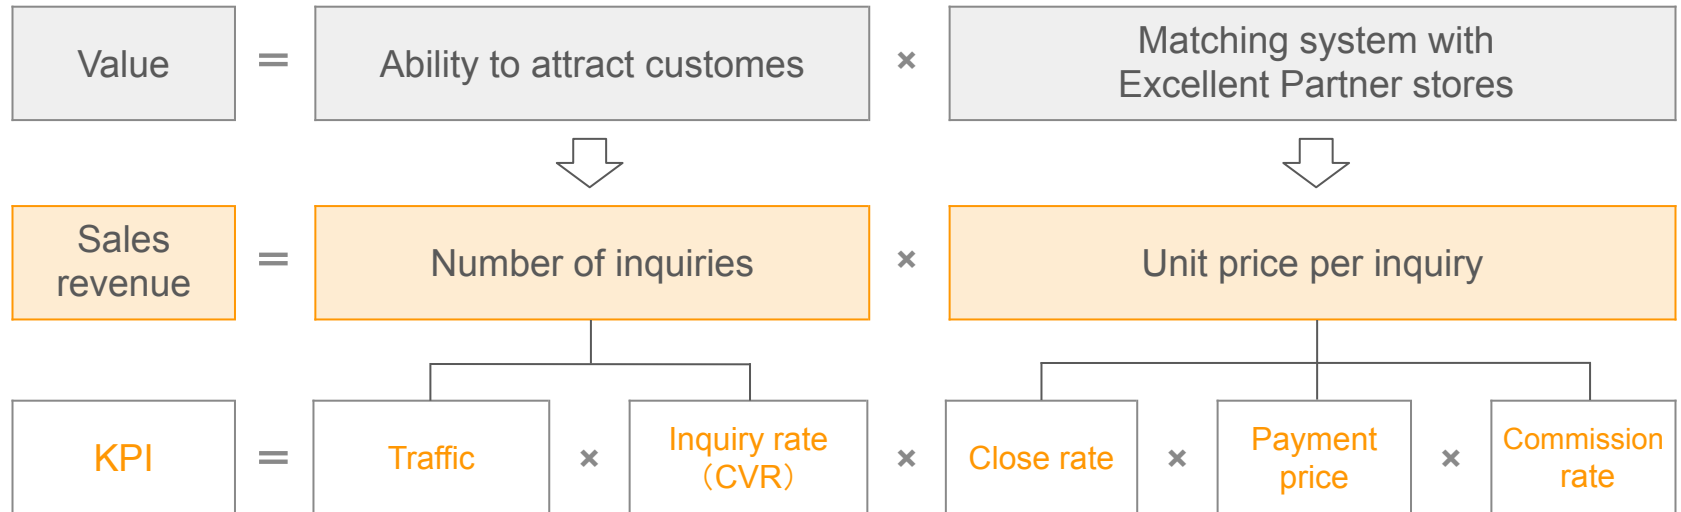 Value
=
Ability to attract customes
×
Matching system with
Excellent Partner stores
Sales
revenue
=
Number of inquiries
×
Unit price per inquiry
KPI
=
Traffic
×
Inquiry rate
（CVR）
×
Close rate
×
Payment
price
×
Commission
rate